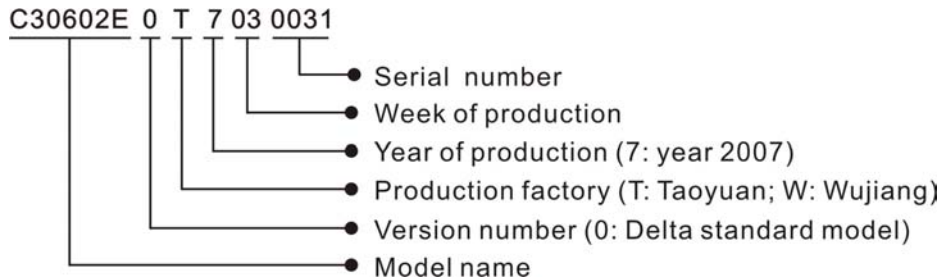 C30602E 0 T 7 03 0031
Serial number
Week of production
Year of production (7: year 2007)
Production factory (T: Taoyuan; W: Wujiang)
Version number (0: Delta standard model)
Model name